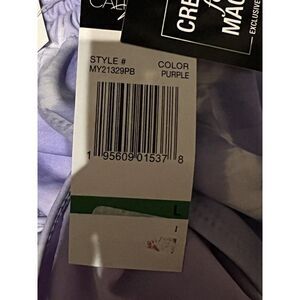 CRE
MAC
EXCLUSIVE
STYLE # COLOR
MY21329PB PURPLE
1 95609 01537 8
L